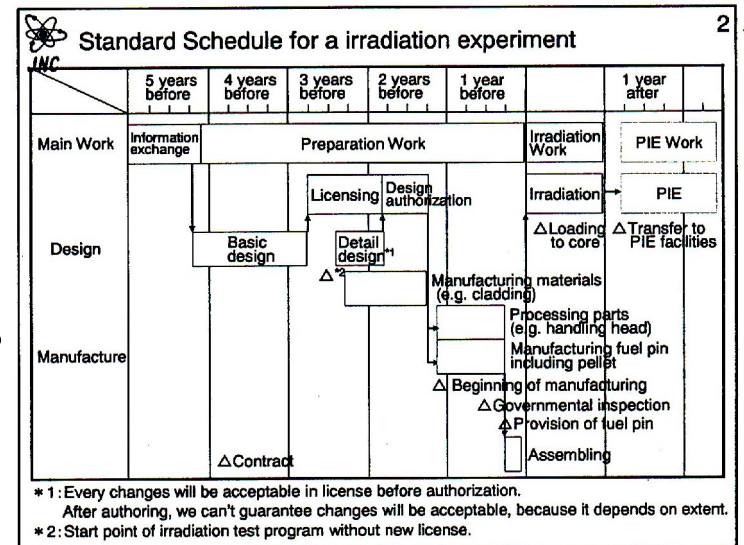 2
Standard Schedule for a irradiation experiment
JNC
5 years before
4 years before
3 years before
2 years before
1 year before
1 year after
Main Work
Information exchange
Preparation Work
Irradiation Work
PIE Work
Licensing
Design authorization
Irradiation
PIE
Design
Basic design
Detail design*1
△Loading to core
△Transfer to PIE facilities
△*2
Manufacturing materials
(e.g. cladding)
Processing parts
(e.g. handling head)
Manufacture
Manufacturing fuel pin
including pellet
△ Beginning of manufacturing
△Governmental inspection
△Provision of fuel pin
△Contract
Assembling
*1:Every changes will be acceptable in license before authorization.
After authoring, we can't guarantee changes will be acceptable, because it depends on extent.
*2:Start point of irradiation test program without new license.